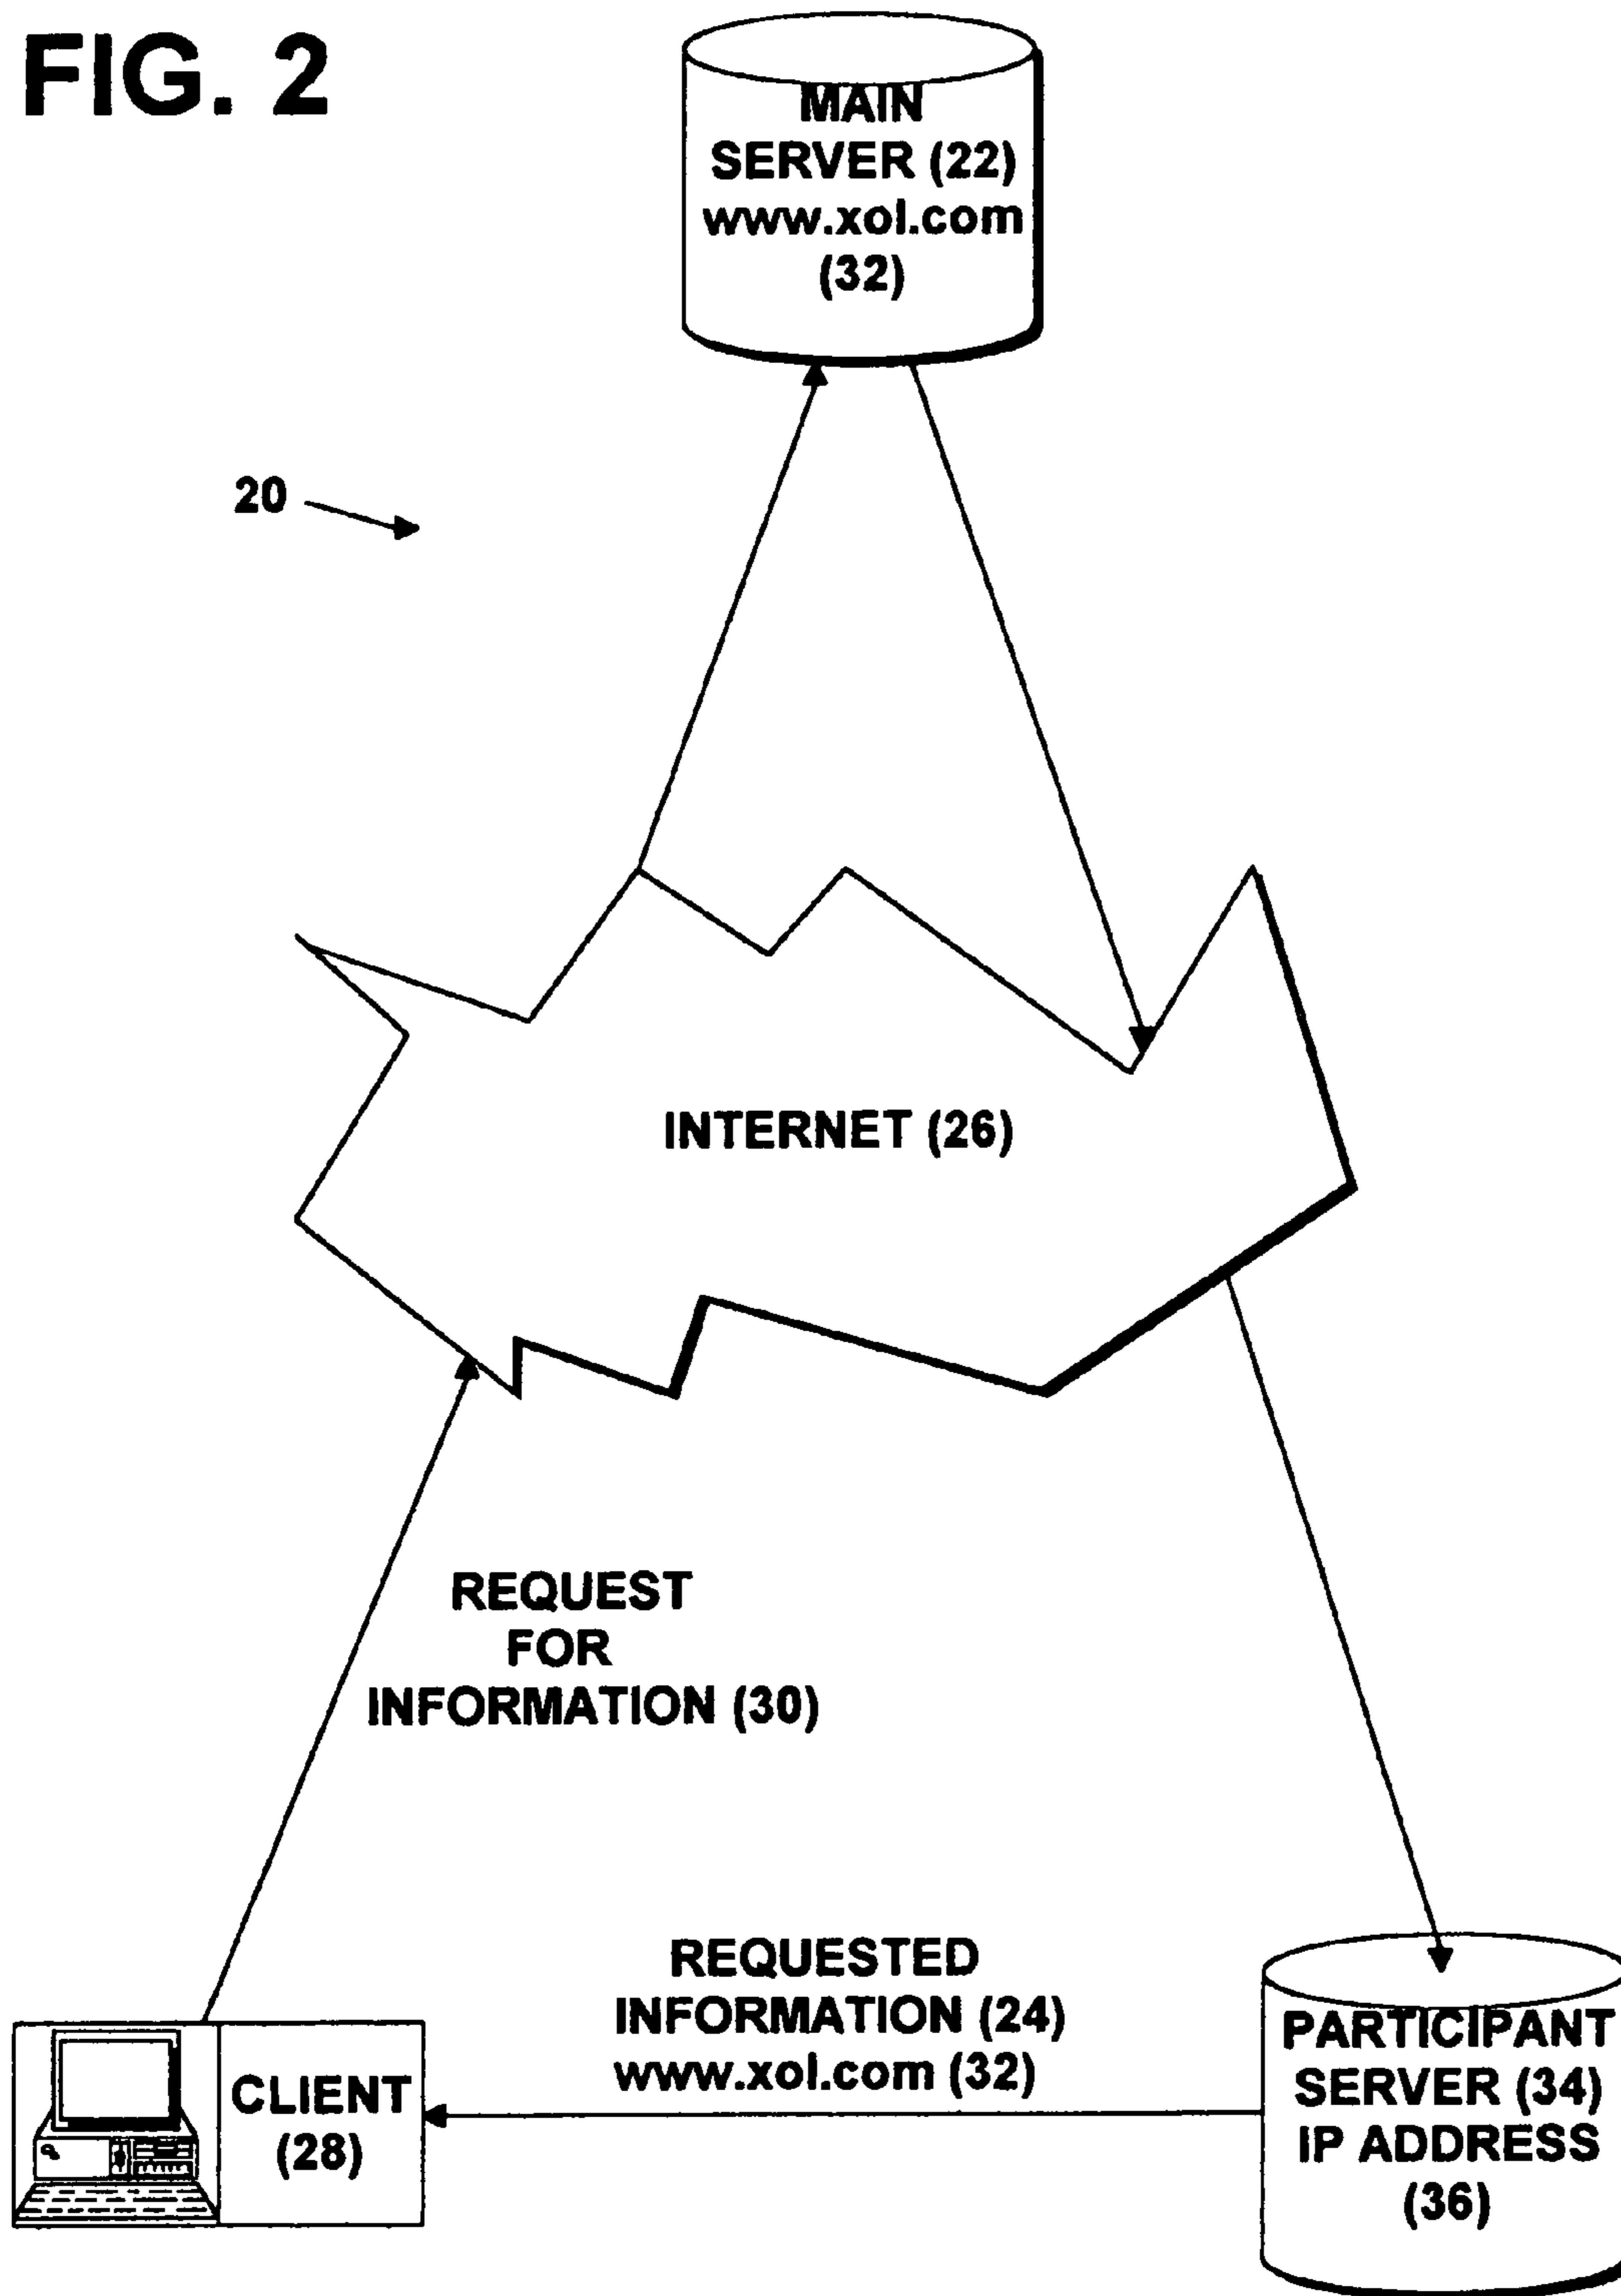 FIG. 2
MAIN
SERVER (22)
www.xol.com
(32)
20
INTERNET (26)
REQUEST
FOR
INFORMATION (30)
REQUESTED
INFORMATION (24)
www.xol.com (32)
CLIENT
(28)
PARTICIPANT
SERVER (34)
IP ADDRESS
(36)